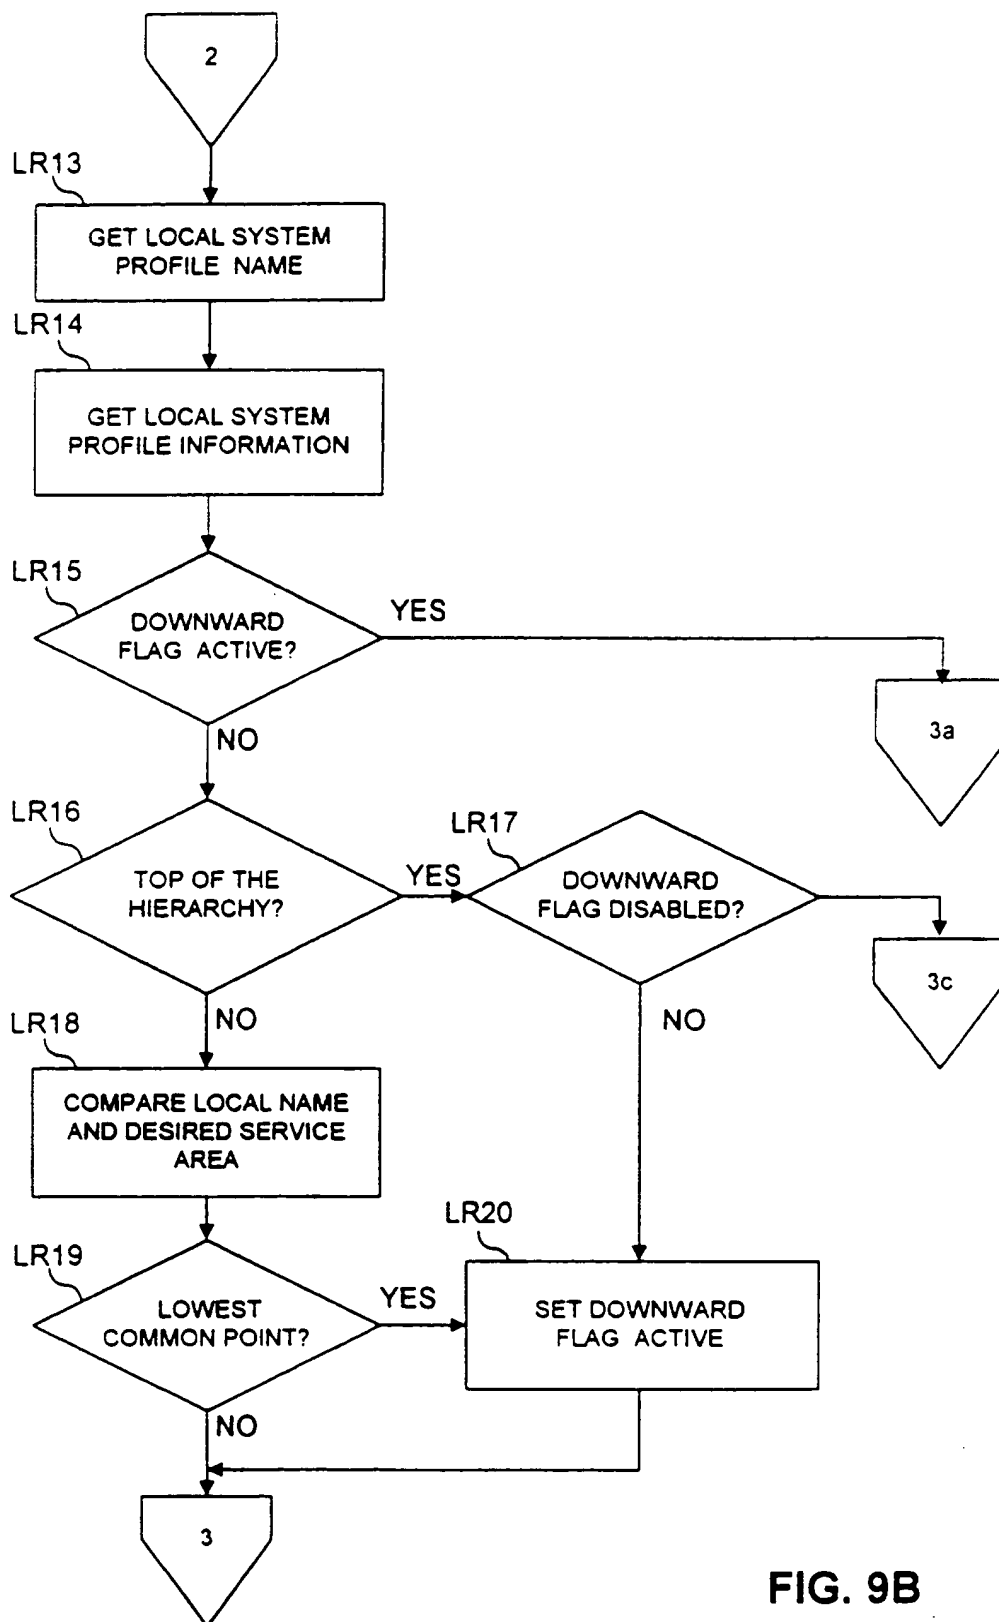 2
LR13
GET LOCAL SYSTEM
PROFILE NAME
LR14
GET LOCAL SYSTEM
PROFILE INFORMATION
LR15
DOWNWARD
FLAG ACTIVE?
YES
3a
NO
LR16
TOP OF THE
HIERARCHY?
YES
LR17
DOWNWARD
FLAG DISABLED?
3c
NO
NO
LR18
COMPARE LOCAL NAME
AND DESIRED SERVICE
AREA
LR19
LOWEST
COMMON POINT?
YES
LR20
SET DOWNWARD
FLAG ACTIVE
NO
3
FIG. 9B